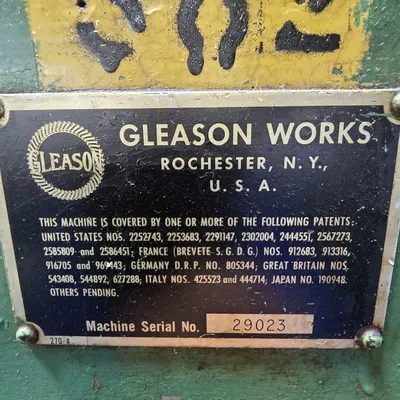 GLEASON
GLEASON WORKS
ROCHESTER, N. Y.,
U. S. A.
THIS MACHINE IS COVERED BY ONE OR MORE OF THE FOLLOWING PATENTS:
UNITED STATES NOS. 2252743, 2253683, 2291147, 2302004, 2444551, 2567273,
2585809 and 2586451; FRANCE (BREVETE S. G. D. G.) NOS. 912683, 913316,
916705 and 969443; GERMANY D. R. P. NO. 805344; GREAT BRITAIN NOS.
543408, 544892, 627288; ITALY NOS. 425523 and 444714; JAPAN NO. 190948.
OTHERS PENDING.
Machine Serial No. 29023